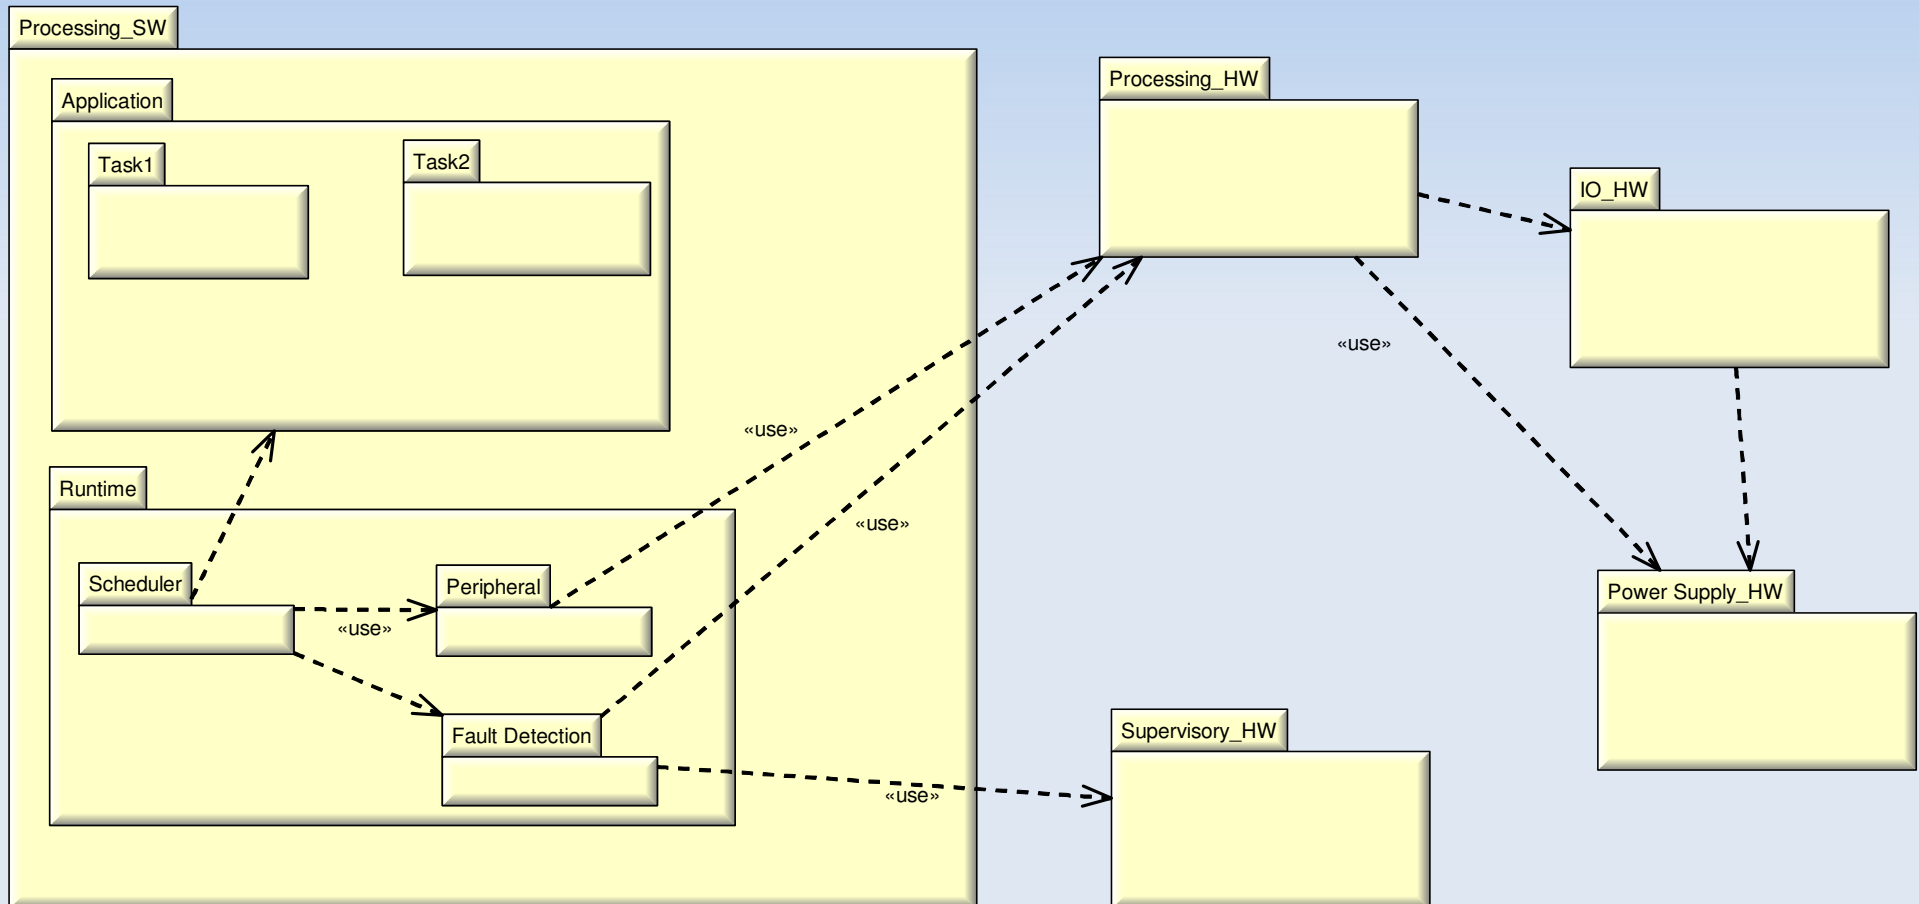 Processing_SW
Application
Task1
Task2
Runtime
Scheduler
«use»
Peripheral
Fault Detection
«use»
«use»
«use»
Processing_HW
«use»
IO_HW
Power Supply_HW
Supervisory_HW